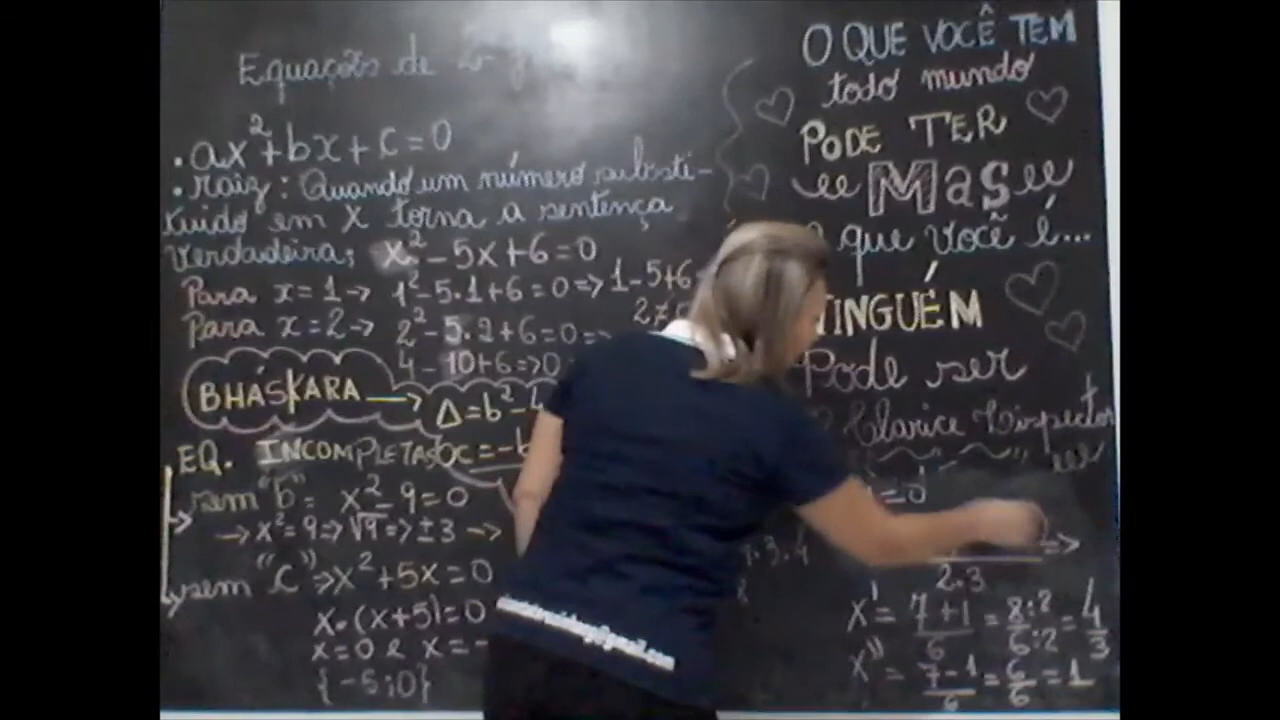 Equações de
• ax²+bx+c=0
• raiz: Quando um número substi-
tuido em x torna a sentença
verdadeira; x²-5x+6=0
Para x=1→ 1²-5.1+6=0=>1-5+6
2≠0
Para x=2→ 2²-5.2+6=0=>
4-10+6=>0
BHÁSKARA → Δ=b²-4
EQ. INCOMPLETAS x=-b
sem "b": x²-9=0
→x²=9=>√9=>±3→
sem "c"=>x²+5x=0
x.(x+5)=0
x=0 e x=-
{-5;0}
O QUE VOCÊ TEM
todo mundo
PODE TER
Mas
que você é...
NINGUÉM
Pode ser
Clarice Lispector
=0
.3.4
=>
2.3
x'=7+1/6=8:2/6:2=4/3
x''=7-1/6=6/6=1